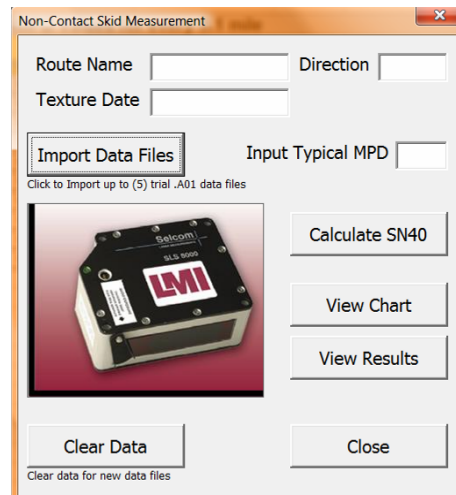 Non-Contact Skid Measurement
Route Name
Direction
Texture Date
Import Data Files
Input Typical MPD
Click to Import up to (5) trial .A01 data files
Selcom
SLS 5000
LMI
Calculate SN40
View Chart
View Results
Clear Data
Close
Clear data for new data files